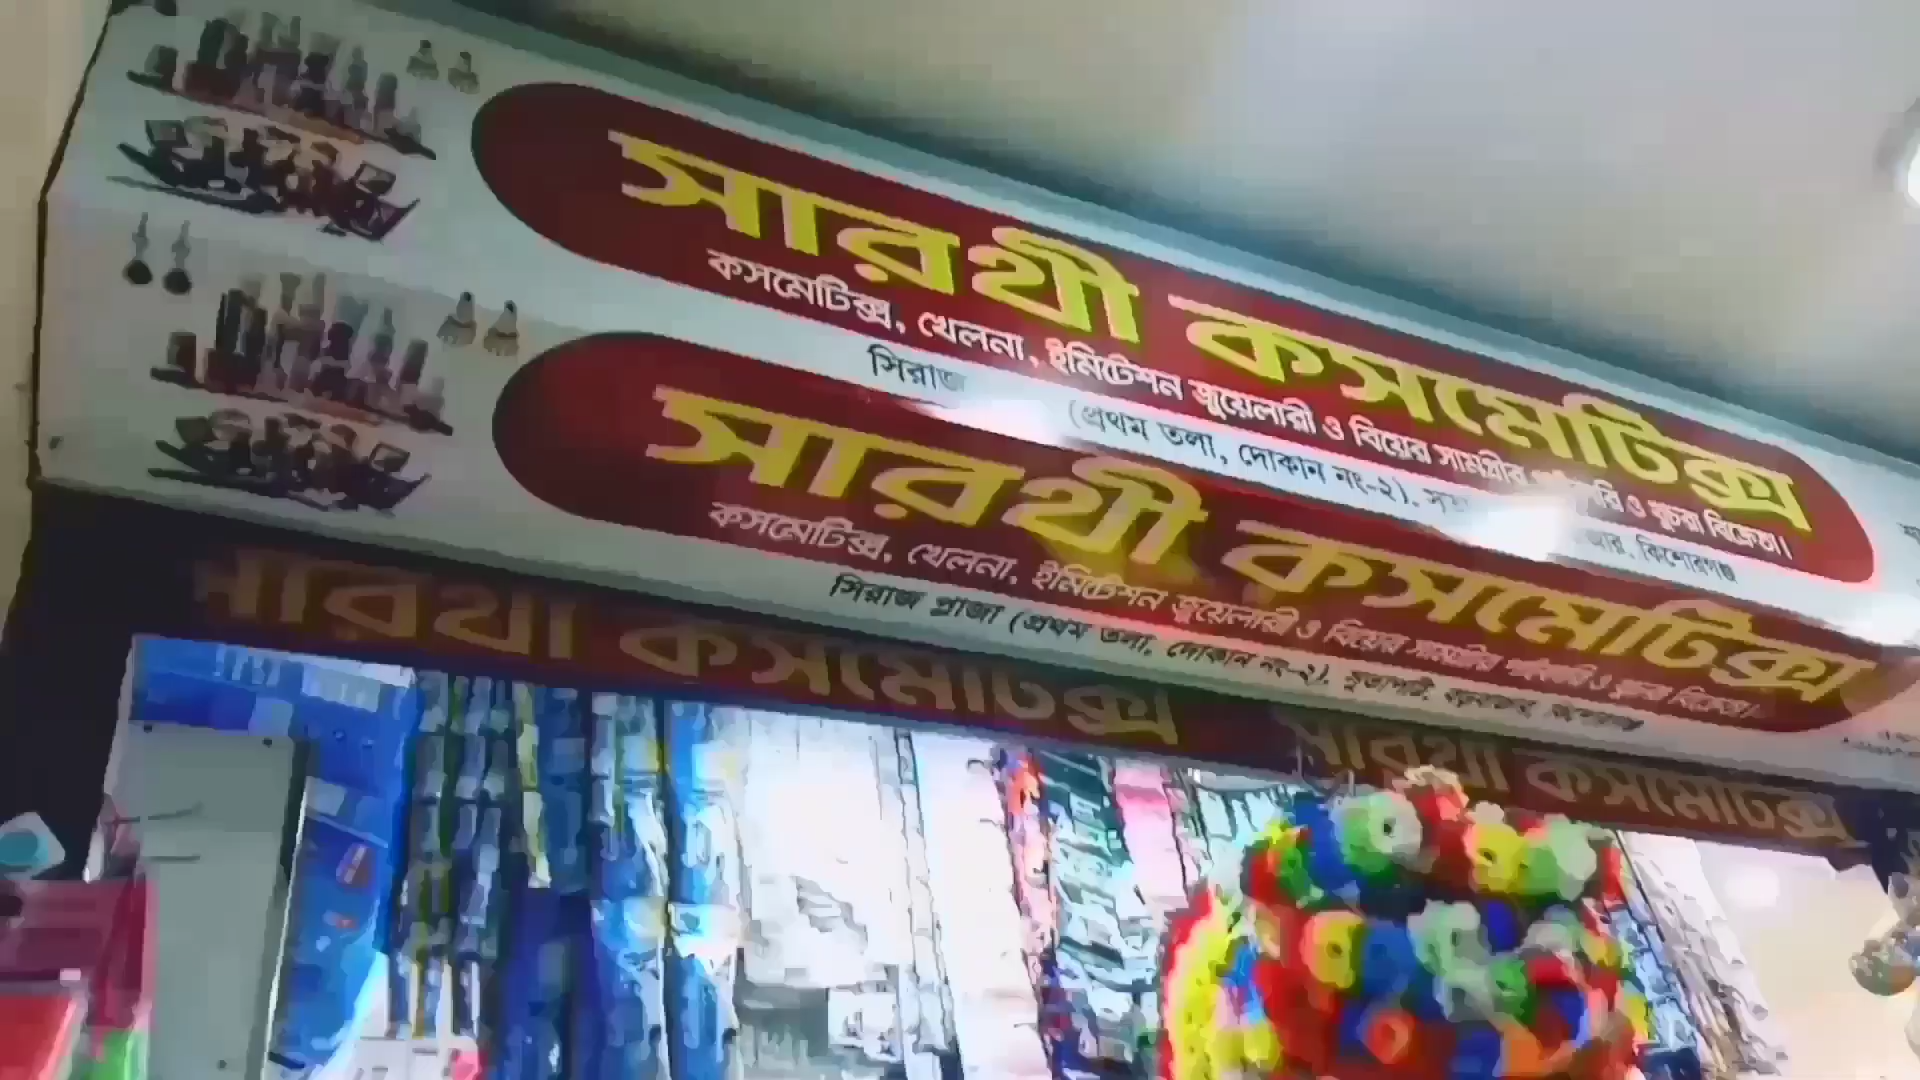 সারথী কসমেটিক্স
কসমেটিক্স, খেলনা, ইমিটেশন জুয়েলারী ও বিয়ের সামগ্রীর পাইকারি ও খুচরা বিক্রেতা।
সিরাজ (প্রথম তলা, দোকান নং-২), কিশোরগঞ্জ
সারথী কসমেটিক্স
কসমেটিক্স, খেলনা, ইমিটেশন জুয়েলারী ও বিয়ের সামগ্রীর পাইকারি ও খুচরা বিক্রেতা।
সিরাজ প্লাজা (প্রথম তলা, দোকান নং-২),
সারথী কসমেটিক্স
সারথী কসমেটিক্স